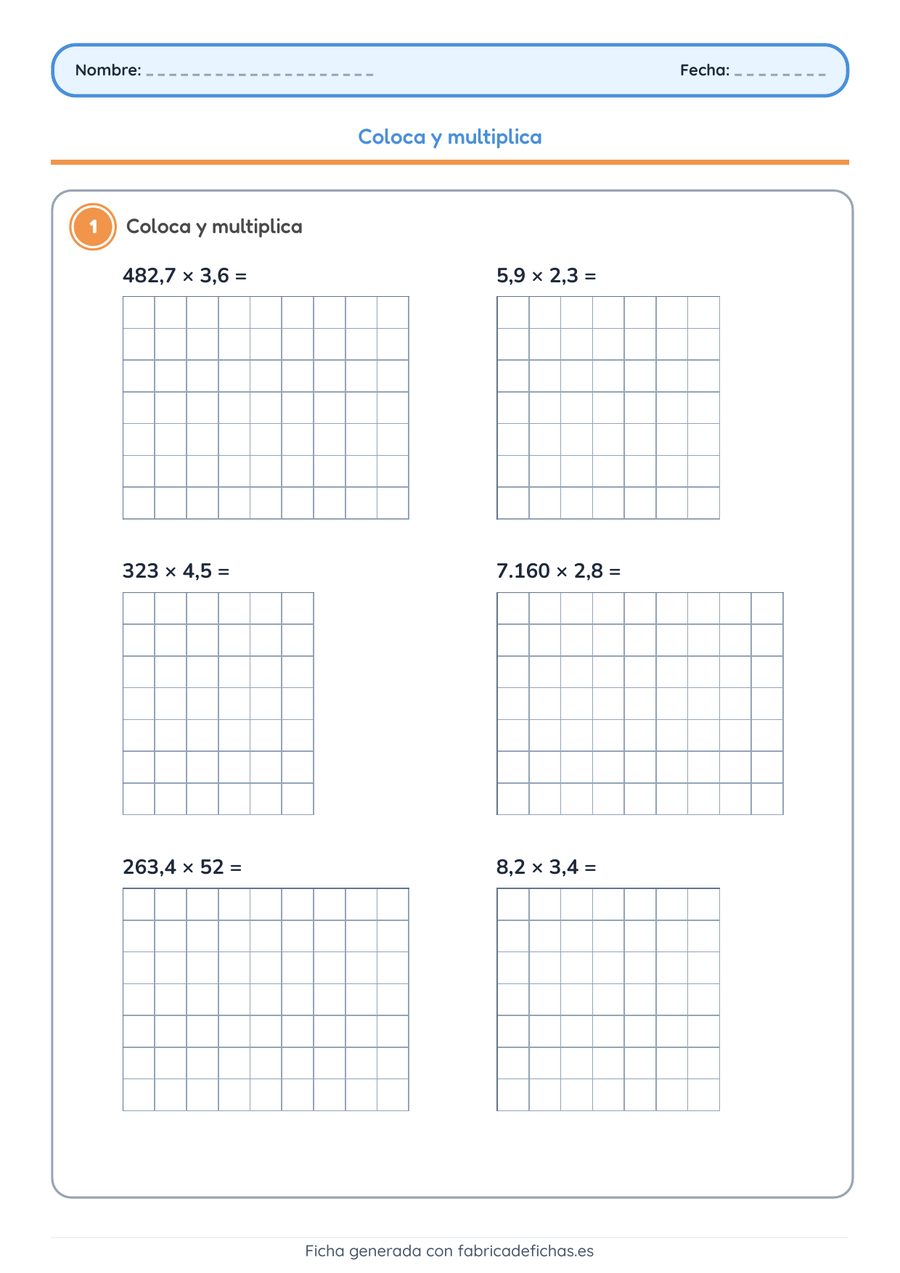 Nombre: Fecha:
Coloca y multiplica
1 Coloca y multiplica
482,7 × 3,6 = 5,9 × 2,3 =
323 × 4,5 = 7.160 × 2,8 =
263,4 × 52 = 8,2 × 3,4 =
Ficha generada con fabricadefichas.es